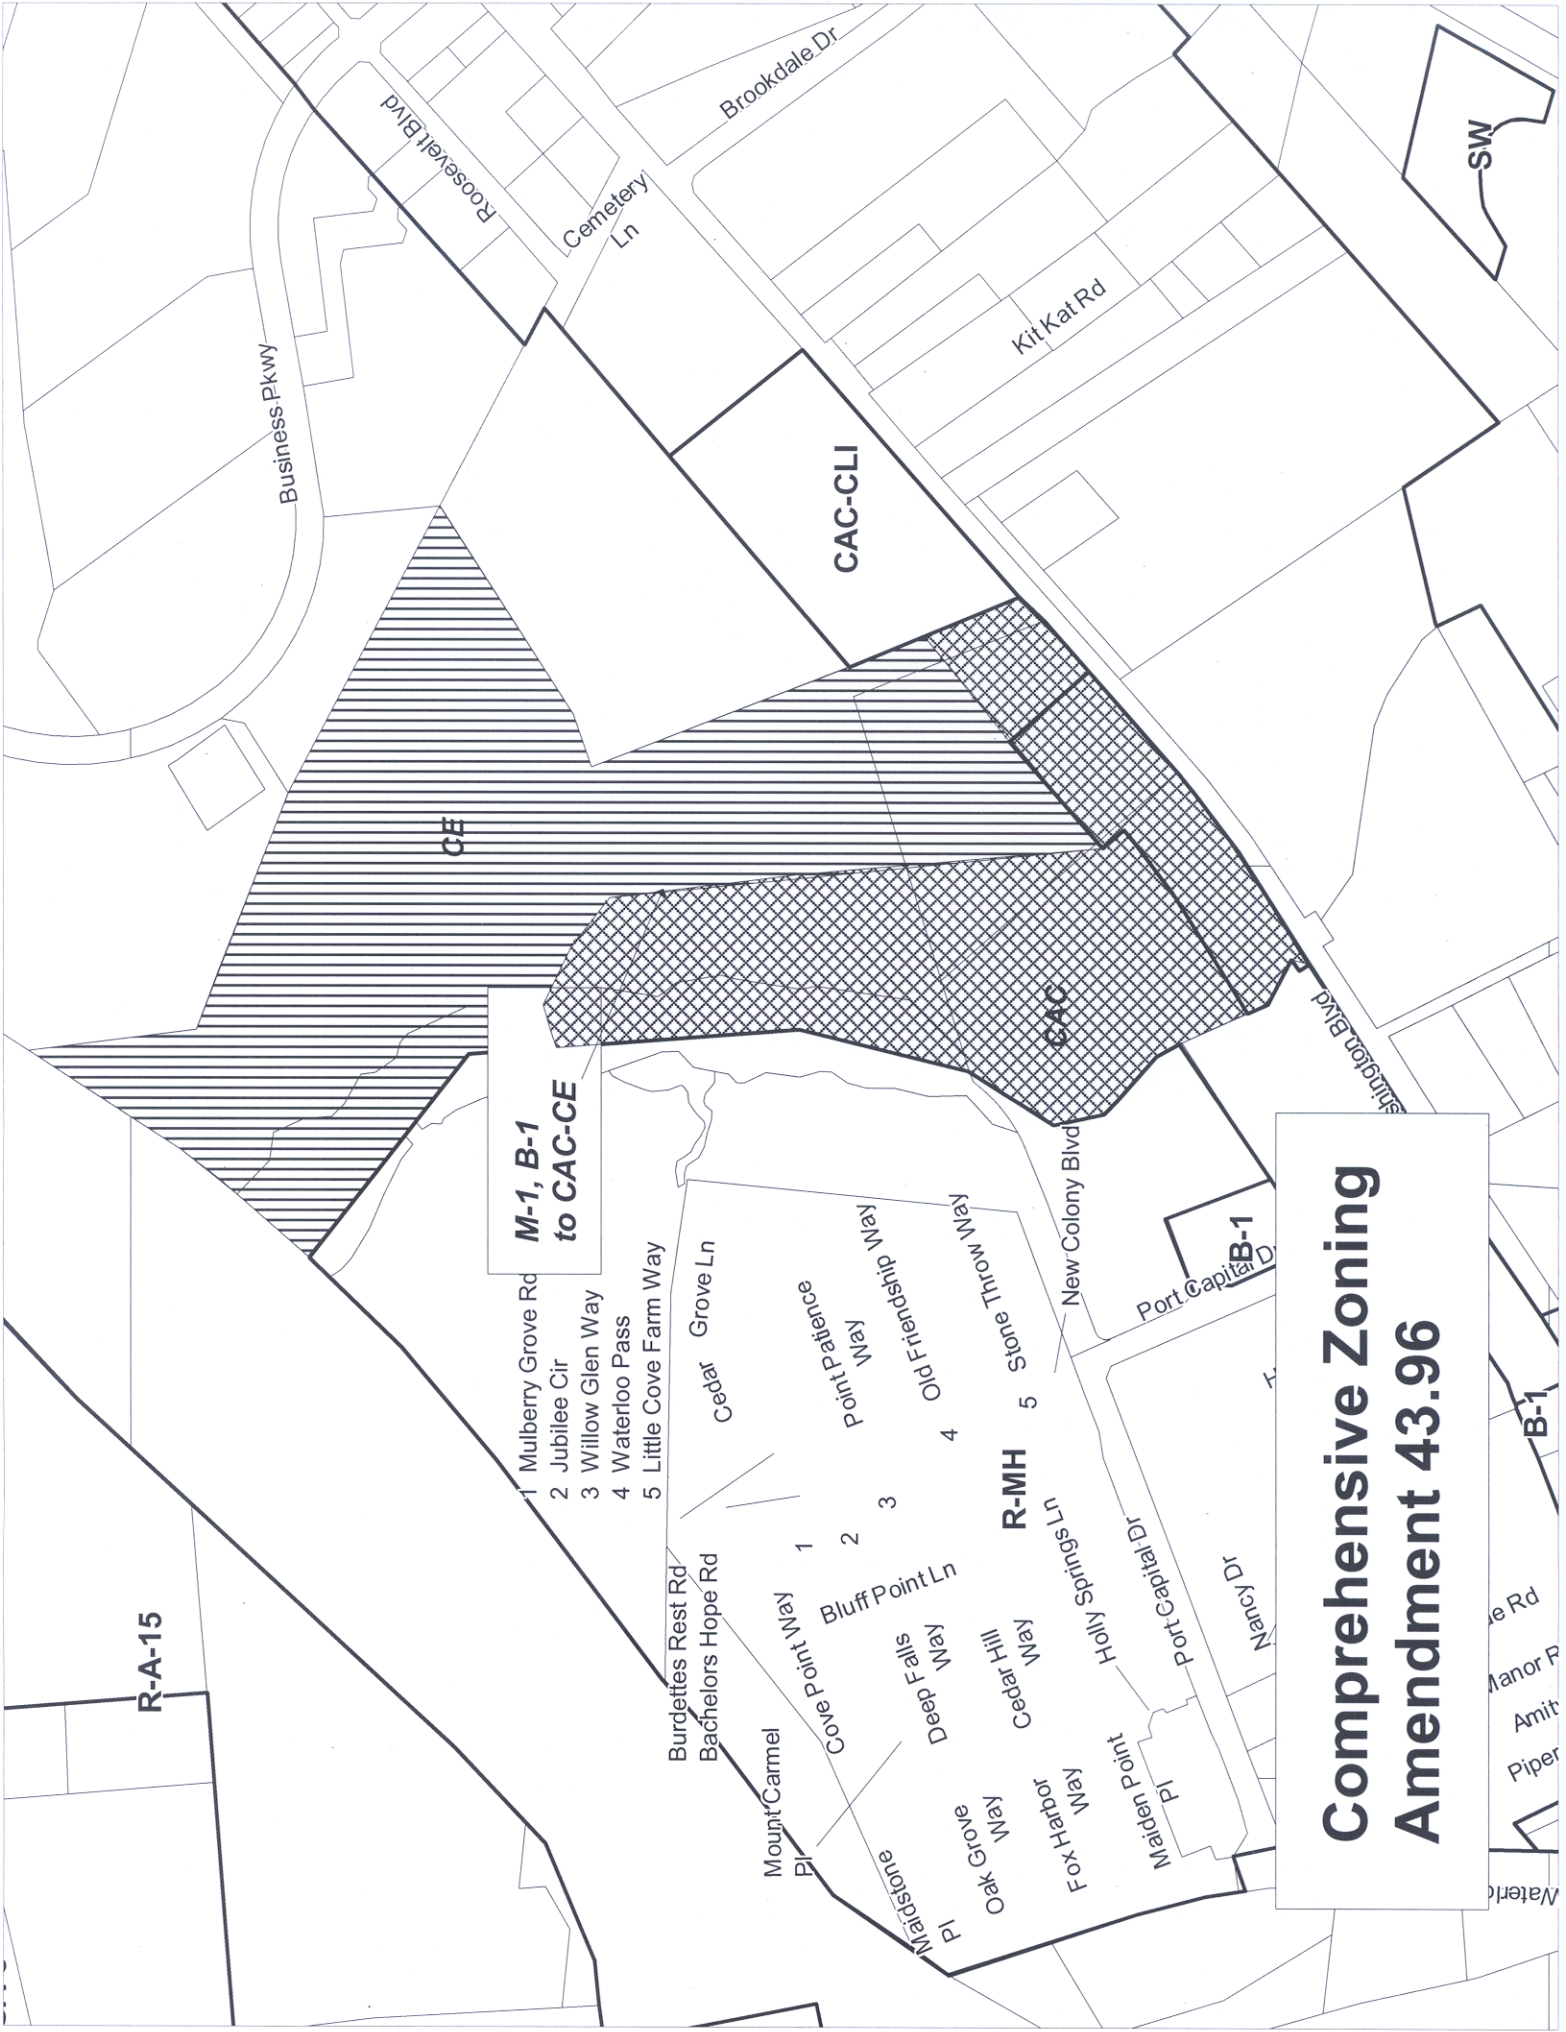 Comprehensive Zoning
Amendment 43.96
M-1, B-1
to CAC-CE
CE
CAC
CAC-CLI
SW
R-A-15
R-MH
B-1
B-1
Roosevelt Blvd
Brookdale Dr
Cemetery
Ln
Kit Kat Rd
Business Pkwy
Blvd
New Colony Blvd
Port Capital Dr
1 Mulberry Grove Rd
2 Jubilee Cir
3 Willow Glen Way
4 Waterloo Pass
5 Little Cove Farm Way
Cedar Grove Ln
Point Patience
Way
Old Friendship Way
Stone Throw Way
1
2
3
4
5
Burdettes Rest Rd
Bachelors Hope Rd
Cove Point Way
Bluff Point Ln
Deep Falls
Way
Cedar Hill
Way
Holly Springs Ln
Port Capital Dr
Nancy Dr
Mount Carmel
Pl
Maidstone
Pl
Oak Grove
Way
Fox Harbor
Way
Maiden Point
Pl
Rd
Manor